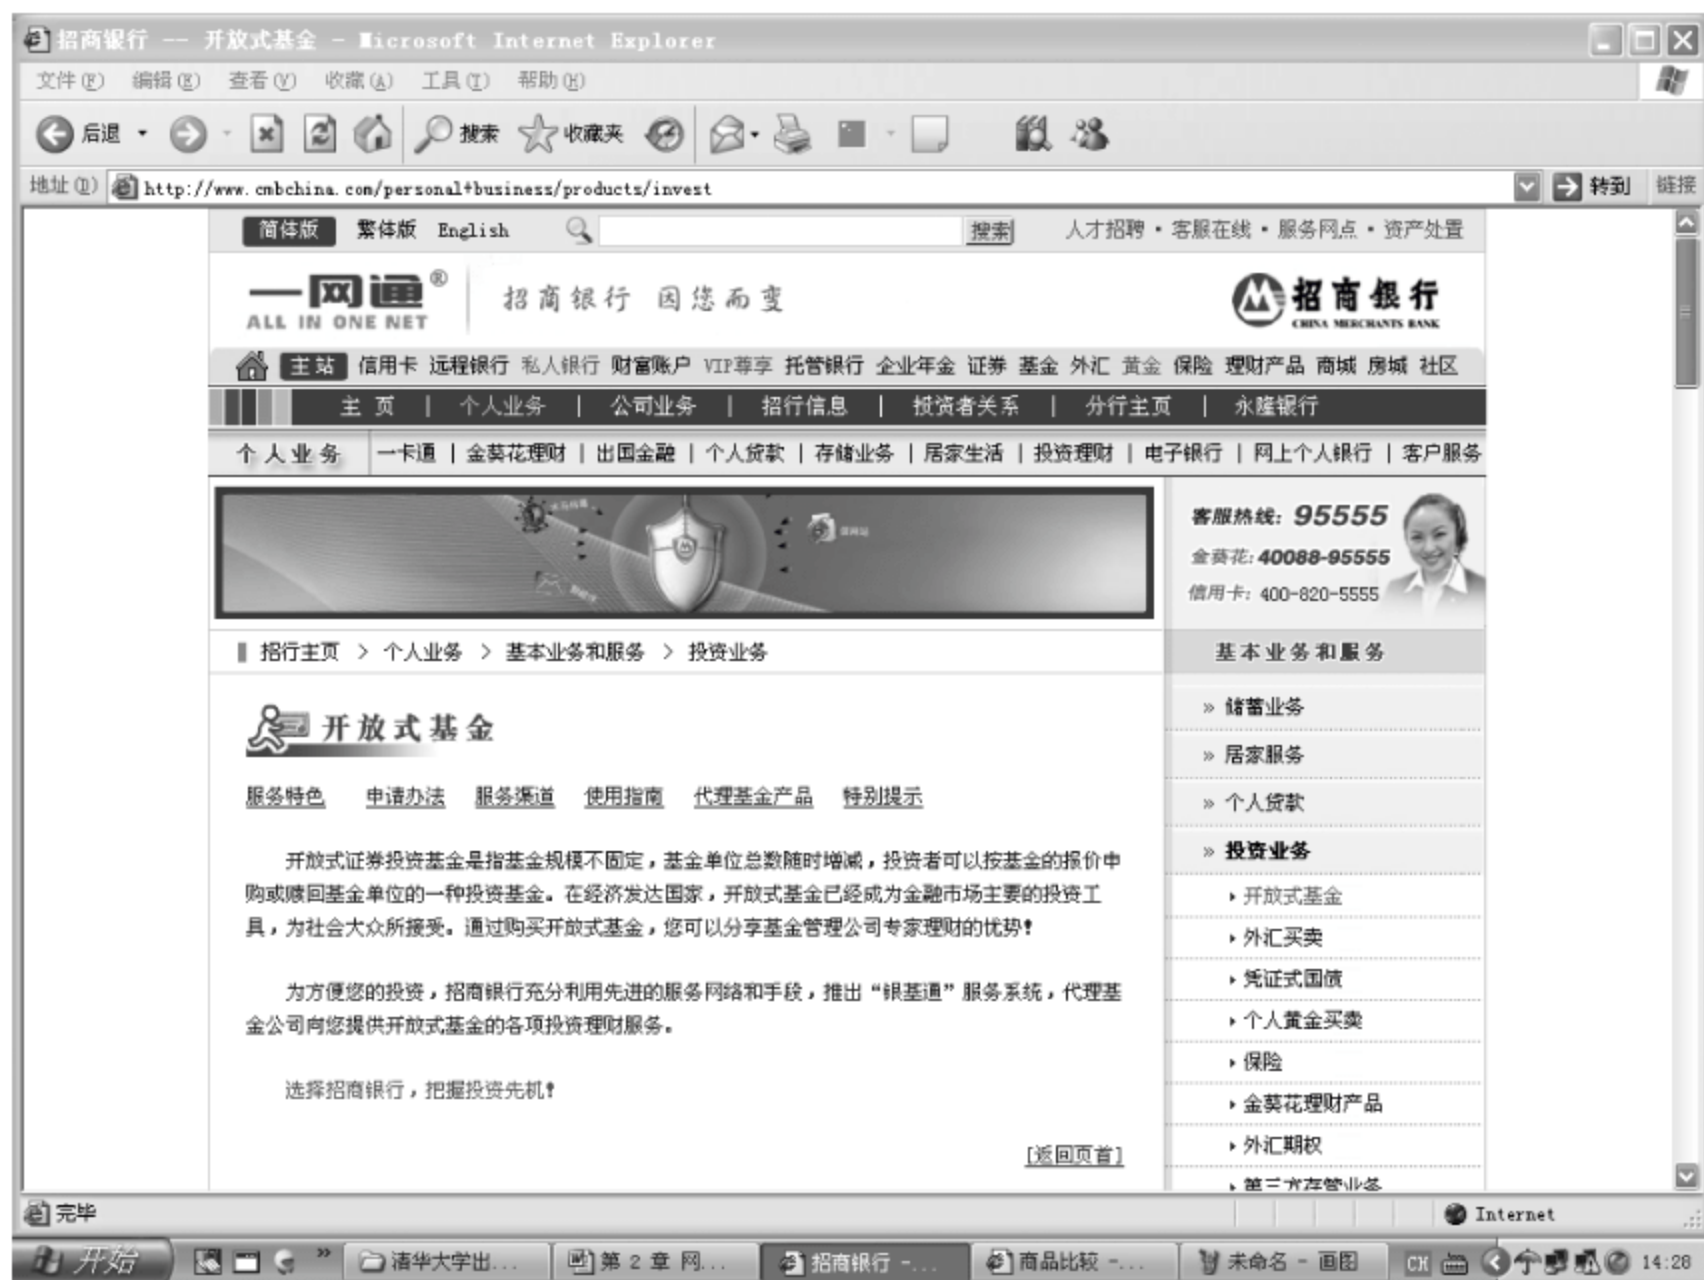 招商银行 -- 开放式基金 - Microsoft Internet Explorer
文件(F) 编辑(E) 查看(V) 收藏(A) 工具(T) 帮助(H)
后退 搜索 收藏夹
地址(D) http://www.cmbchina.com/personal+business/products/invest 转到 链接
简体版 繁体版 English 搜索 人才招聘·客服在线·服务网点·资产处置
一网通® 招商银行 因您而变 招商银行
ALL IN ONE NET CHINA MERCHANTS BANK
主站 信用卡 远程银行 私人银行 财富账户 VIP尊享 托管银行 企业年金 证券 基金 外汇 黄金 保险 理财产品 商城 房城 社区
主 页 | 个人业务 | 公司业务 | 招行信息 | 投资者关系 | 分行主页 | 永隆银行
个人业务 一卡通 | 金葵花理财 | 出国金融 | 个人贷款 | 存储业务 | 居家生活 | 投资理财 | 电子银行 | 网上个人银行 | 客户服务
客服热线: 95555
金葵花: 40088-95555
信用卡: 400-820-5555
招行主页 > 个人业务 > 基本业务和服务 > 投资业务
开放式基金
服务特色 申请办法 服务渠道 使用指南 代理基金产品 特别提示
开放式证券投资基金是指基金规模不固定，基金单位总数随时增减，投资者可以按基金的报价申
购或赎回基金单位的一种投资基金。在经济发达国家，开放式基金已经成为金融市场主要的投资工
具，为社会大众所接受。通过购买开放式基金，您可以分享基金管理公司专家理财的优势！
为方便您的投资，招商银行充分利用先进的服务网络和手段，推出“银基通”服务系统，代理基
金公司向您提供开放式基金的各项投资理财服务。
选择招商银行，把握投资先机！
[返回页首]
基本业务和服务
» 储蓄业务
» 居家服务
» 个人贷款
» 投资业务
开放式基金
外汇买卖
凭证式国债
个人黄金买卖
保险
金葵花理财产品
外汇期权
第三方存管业务
完毕 Internet
开始 » 清华大学出... 第 2 章 网... 招商银行 -... 商品比较 -... 未命名 - 画图 CH 14:28